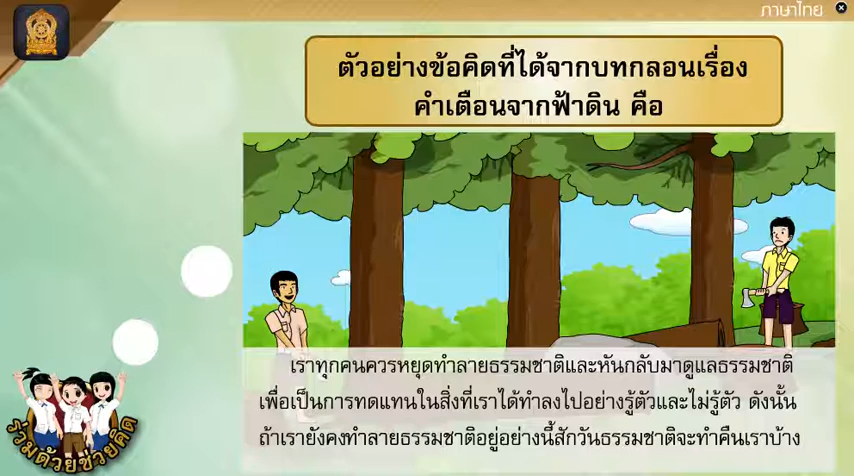 ภาษาไทย
ตัวอย่างข้อคิดที่ได้จากบทกลอนเรื่อง
คำเตือนจากฟ้าดิน คือ
เราทุกคนควรหยุดทำลายธรรมชาติและหันกลับมาดูแลธรรมชาติ
เพื่อเป็นการทดแทนในสิ่งที่เราได้ทำลงไปอย่างรู้ตัวและไม่รู้ตัว ดังนั้น
ถ้าเรายังคงทำลายธรรมชาติอยู่อย่างนี้สักวันธรรมชาติจะทำคืนเราบ้าง
ร่วมด้วยช่วยคิด